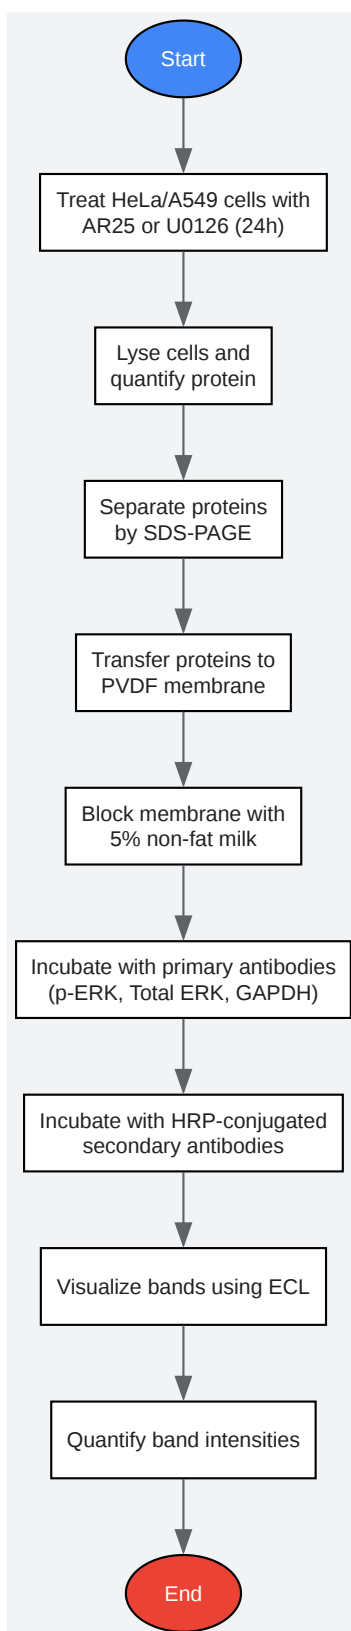 Start
Treat HeLa/A549 cells with
AR25 or U0126 (24h)
Lyse cells and
quantify protein
Separate proteins
by SDS-PAGE
Transfer proteins to
PVDF membrane
Block membrane with
5% non-fat milk
Incubate with primary antibodies
(p-ERK, Total ERK, GAPDH)
Incubate with HRP-conjugated
secondary antibodies
Visualize bands using ECL
Quantify band intensities
End